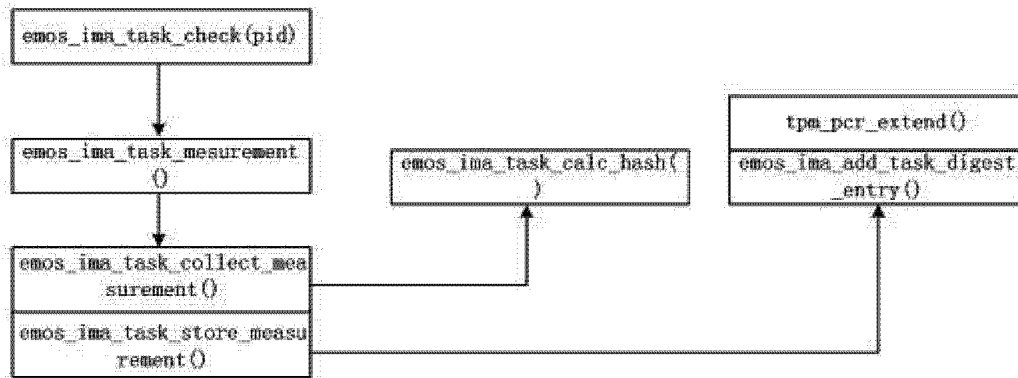 emos_ima_task_check(pid)
tpm_pcr_extend()
emos_ima_task_mesurement
()
emos_ima_task_calc_hash(
)
emos_ima_add_task_digest
_entry()
emos_ima_task_collect_mea
surement()
emos_ima_task_store_measu
rement()